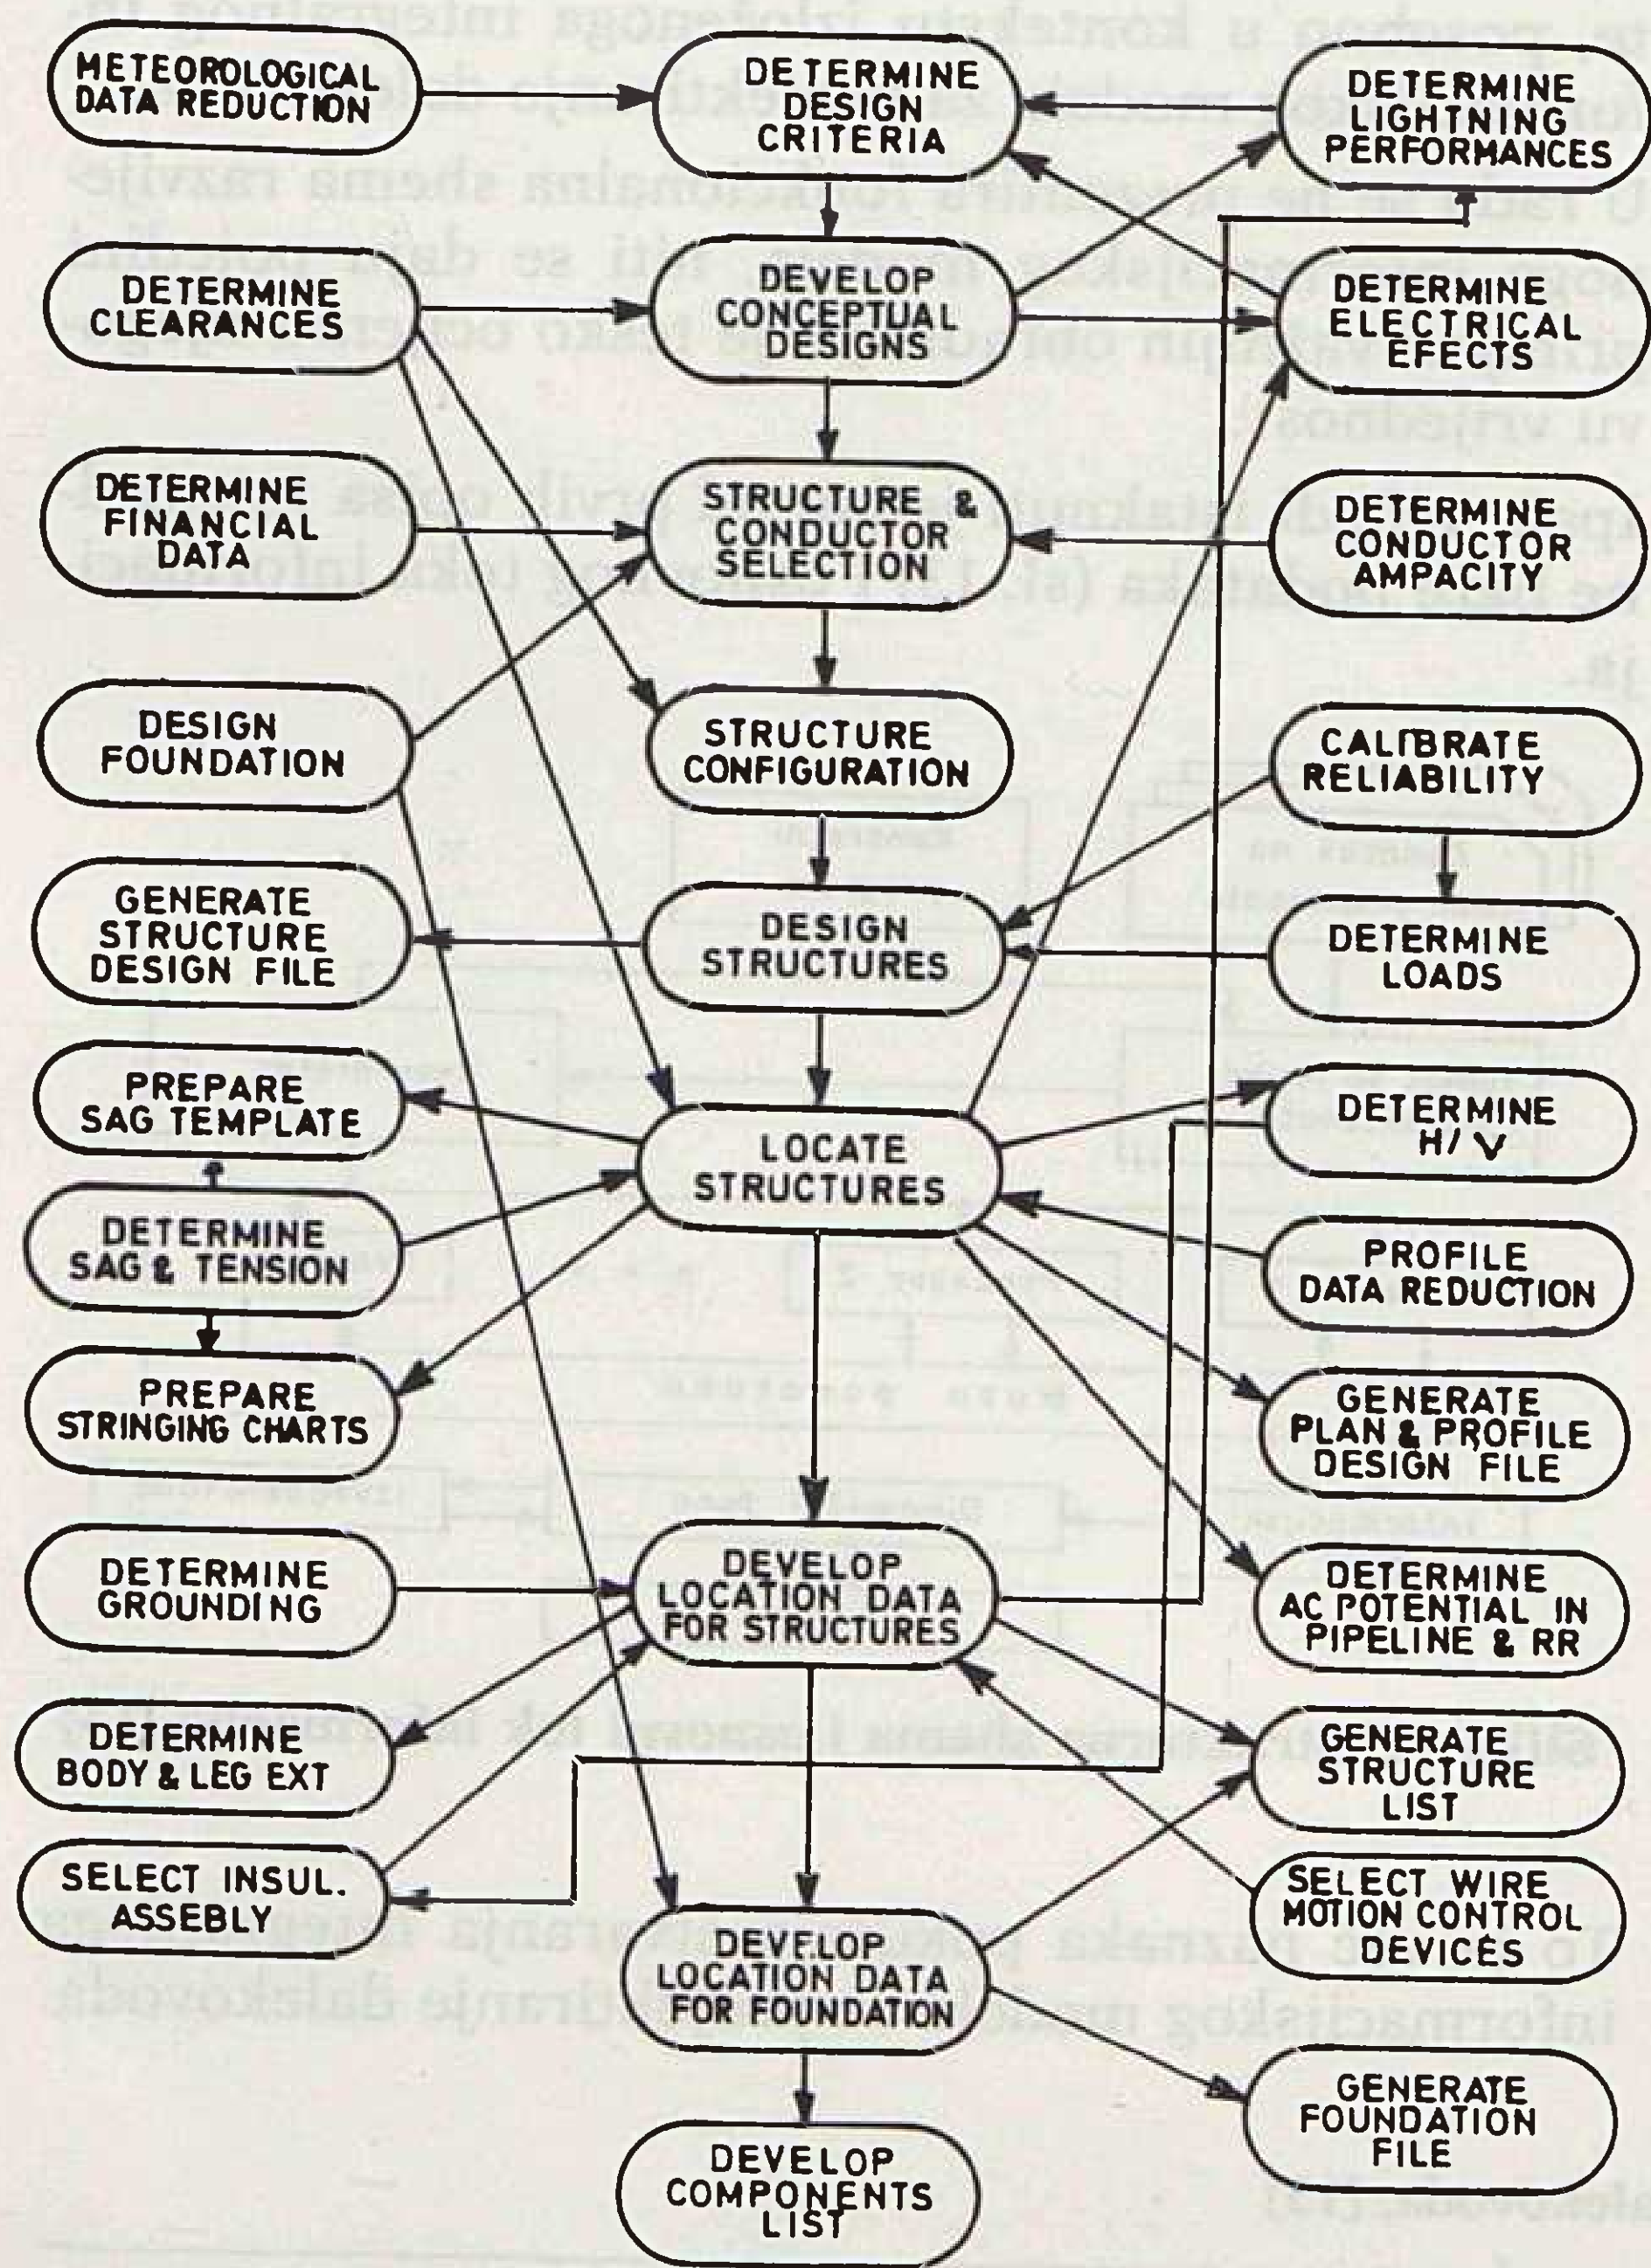 METEOROLOGICAL
DATA REDUCTION
DETERMINE
DESIGN
CRITERIA
DETERMINE
LIGHTNING
PERFORMANCES
DETERMINE
CLEARANCES
DEVELOP
CONCEPTUAL
DESIGNS
DETERMINE
ELECTRICAL
EFECTS
DETERMINE
FINANCIAL
DATA
STRUCTURE &
CONDUCTOR
SELECTION
DETERMINE
CONDUCTOR
AMPACITY
DESIGN
FOUNDATION
STRUCTURE
CONFIGURATION
CALIBRATE
RELIABILITY
GENERATE
STRUCTURE
DESIGN FILE
DESIGN
STRUCTURES
DETERMINE
LOADS
PREPARE
SAG TEMPLATE
LOCATE
STRUCTURES
DETERMINE
H/V
DETERMINE
SAG & TENSION
PROFILE
DATA REDUCTION
PREPARE
STRINGING CHARTS
GENERATE
PLAN & PROFILE
DESIGN FILE
DETERMINE
GROUNDING
DEVELOP
LOCATION DATA
FOR STRUCTURES
DETERMINE
AC POTENTIAL IN
PIPELINE & RR
DETERMINE
BODY & LEG EXT
GENERATE
STRUCTURE
LIST
SELECT INSUL.
ASSEBLY
DEVELOP
LOCATION DATA
FOR FOUNDATION
SELECT WIRE
MOTION CONTROL
DEVICES
GENERATE
FOUNDATION
FILE
DEVELOP
COMPONENTS
LIST